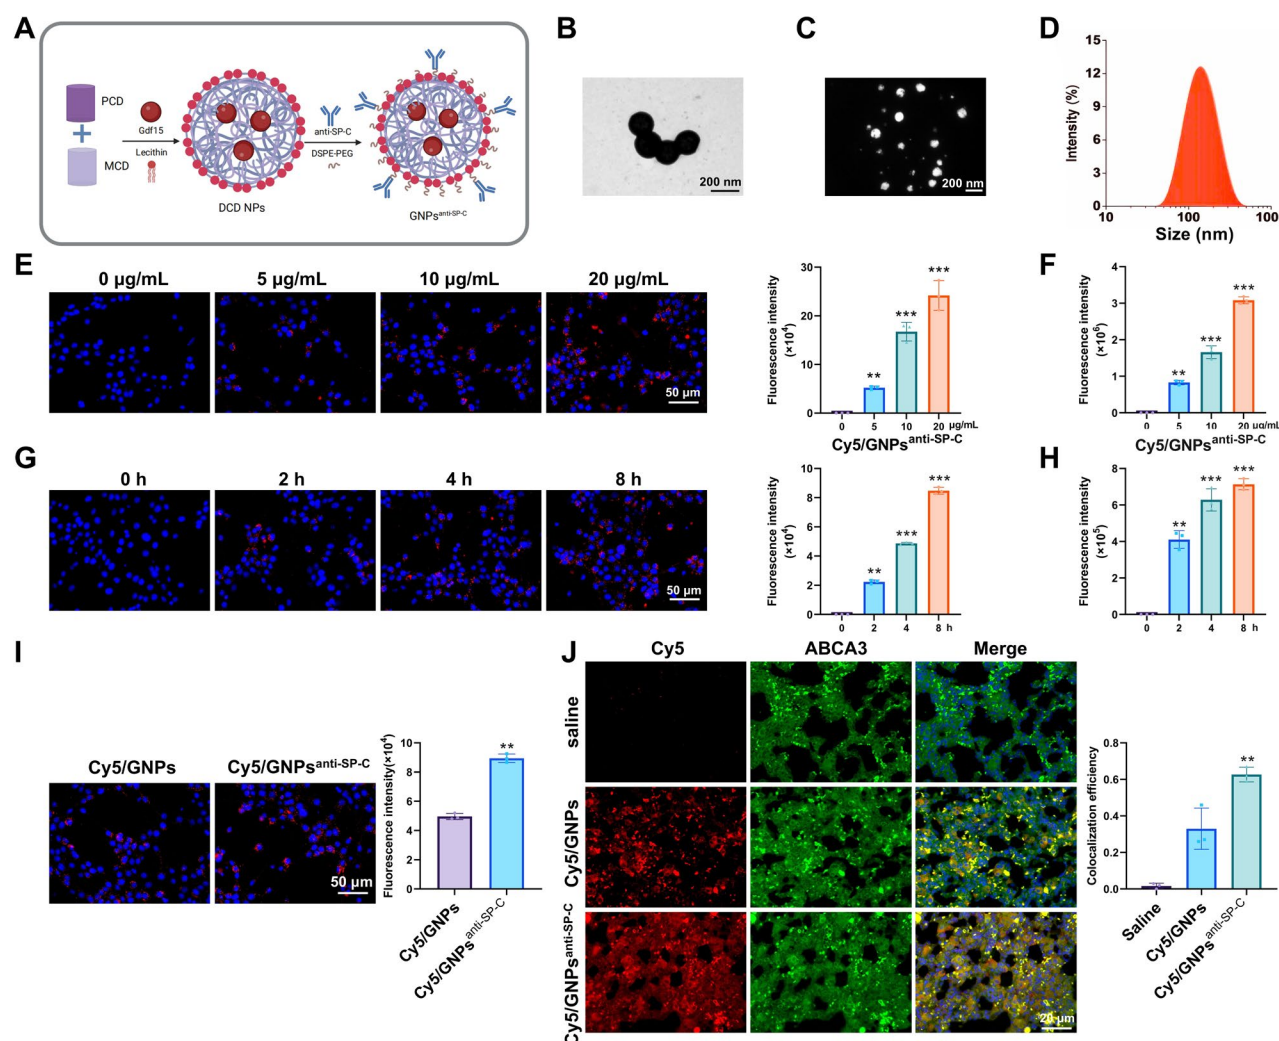 A
PCD
+
MCD
Gdf15
Lecithin
DCD NPs
anti-SP-C
DSPE-PEG
GNPsanti-SP-C
B
200 nm
C
200 nm
D
Intensity (%)
15
12
9
6
3
0
10
100
100
Size (nm)
E
0 µg/mL
5 µg/mL
10 µg/mL
20 µg/mL
50 µm
Fluorescence intensity
(×10⁴)
30
20
10
0
**
***
***
0
5
10
20
µg/mL
Cy5/GNPsanti-SP-C
F
Fluorescence intensity
(×10⁶)
4
3
2
1
0
**
***
***
0
5
10
20
µg/mL
Cy5/GNPsanti-SP-C
G
0 h
2 h
4 h
8 h
50 µm
Fluorescence intensity
(×10⁴)
10
8
6
4
2
0
**
***
***
0
2
4
8 h
H
Fluorescence intensity
(×10⁵)
8
6
4
2
0
**
***
***
0
2
4
8 h
I
Cy5/GNPs
Cy5/GNPsanti-SP-C
50 µm
Fluorescence intensity(×10⁴)
10
8
6
4
2
0
**
Cy5/GNPs
Cy5/GNPsanti-SP-C
J
Cy5
ABCA3
Merge
saline
Cy5/GNPs
Cy5/GNPsanti-SP-C
20 µm
Colocalization efficiency
0.8
0.6
0.4
0.2
0.0
**
Saline
Cy5/GNPs
Cy5/GNPsanti-SP-C